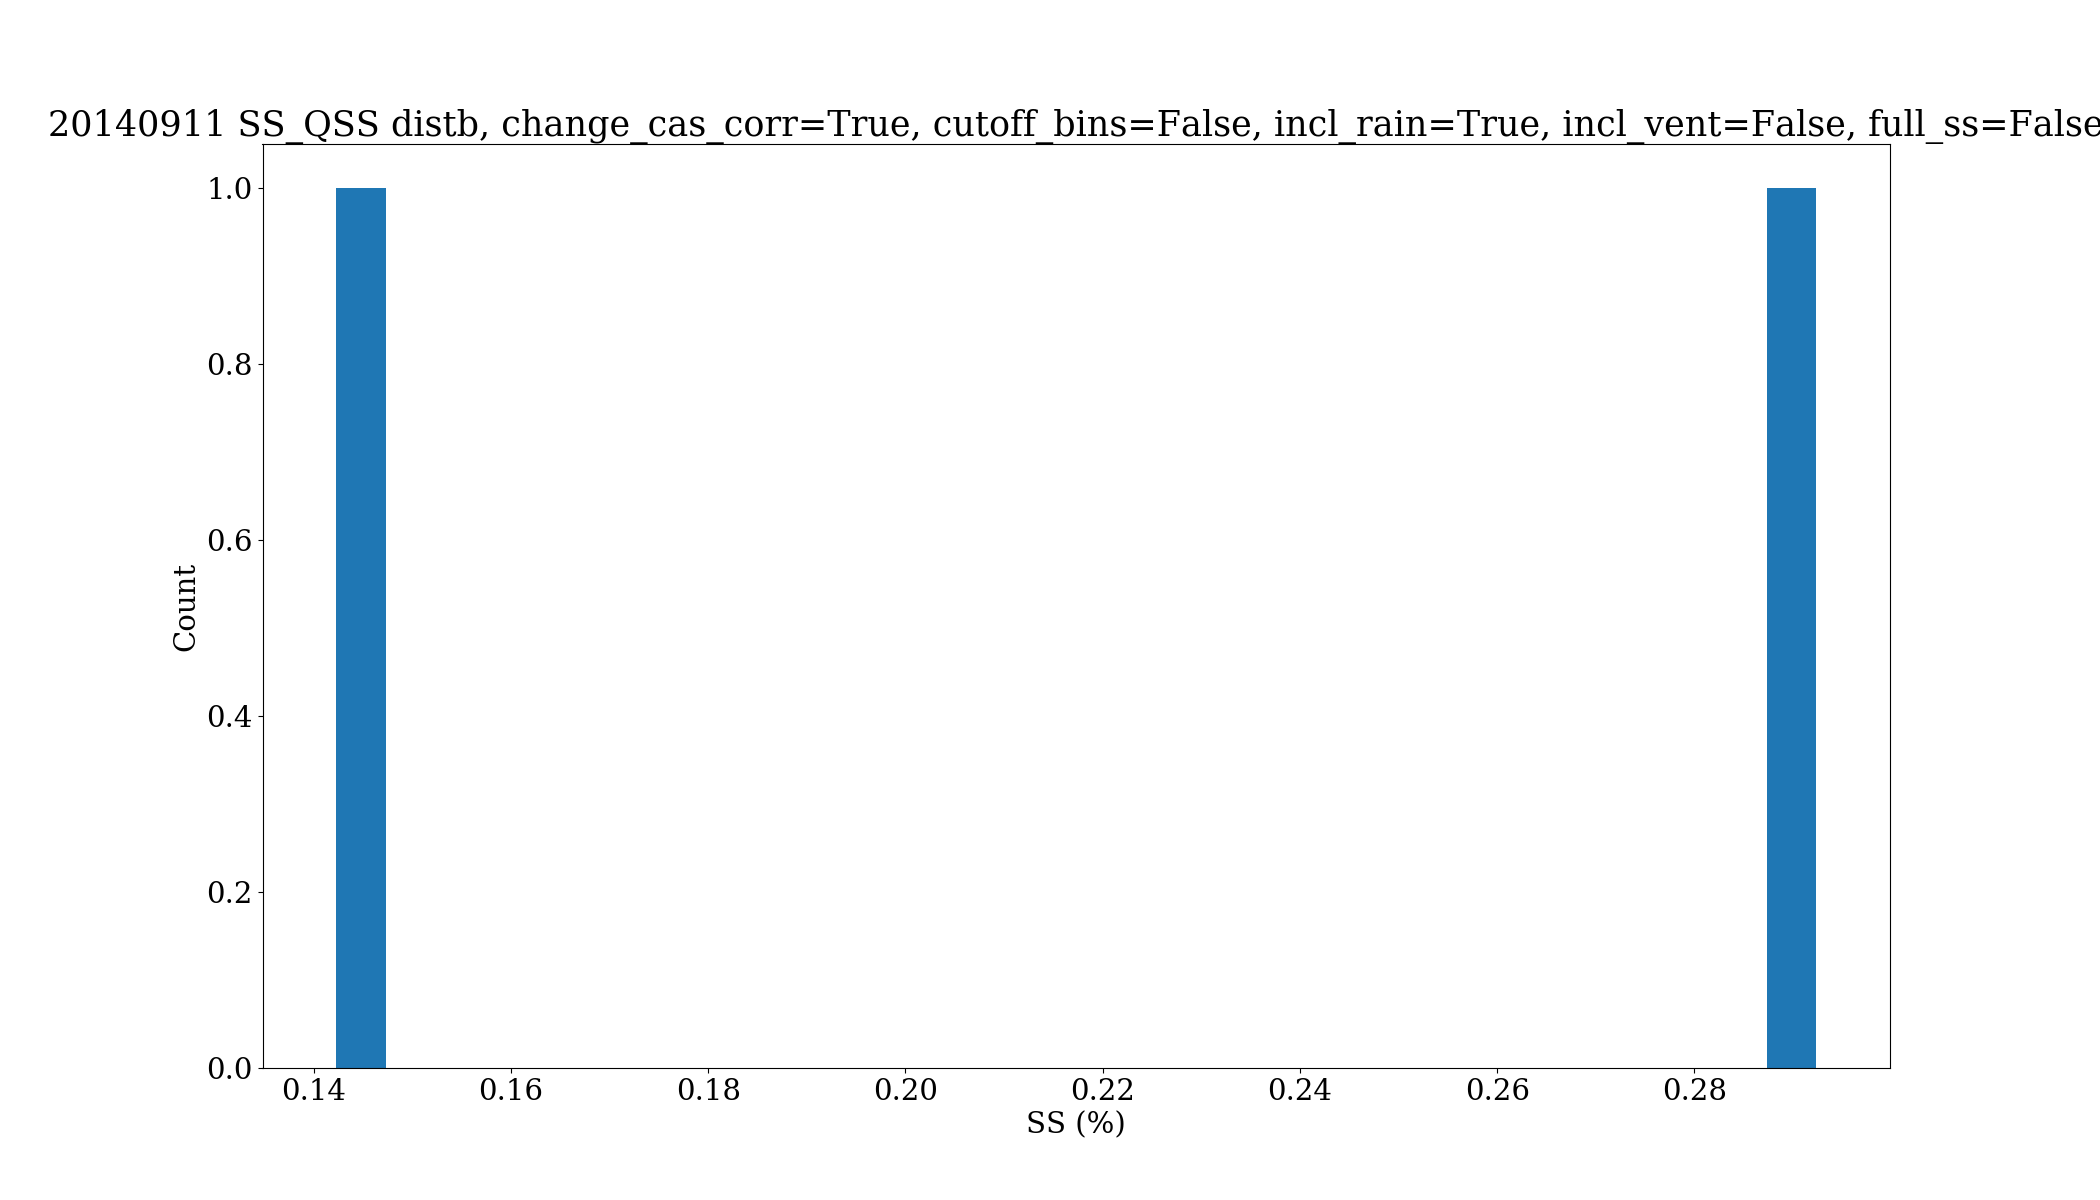 20140911 SS_QSS distb, change_cas_corr=True, cutoff_bins=False, incl_rain=True, incl_vent=False, full_ss=False
1.0
0.8
0.6
0.4
0.2
0.0
Count
0.14 0.16 0.18 0.20 0.22 0.24 0.26 0.28
SS (%)